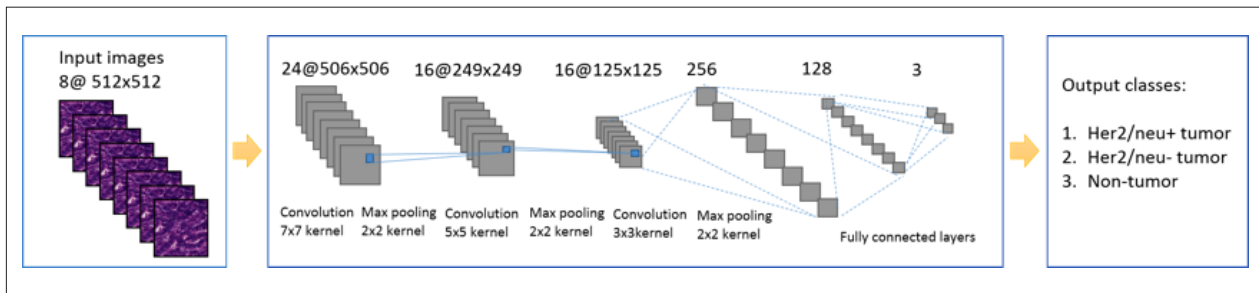 Input images
8@ 512x512
24@506x506
16@249x249
16@125x125
256
128
3
Convolution
7x7 kernel
Max pooling
2x2 kernel
Convolution
5x5 kernel
Max pooling
2x2 kernel
Convolution
3x3kernel
Max pooling
2x2 kernel
Fully connected layers
Output classes:
1. Her2/neu+ tumor
2. Her2/neu- tumor
3. Non-tumor